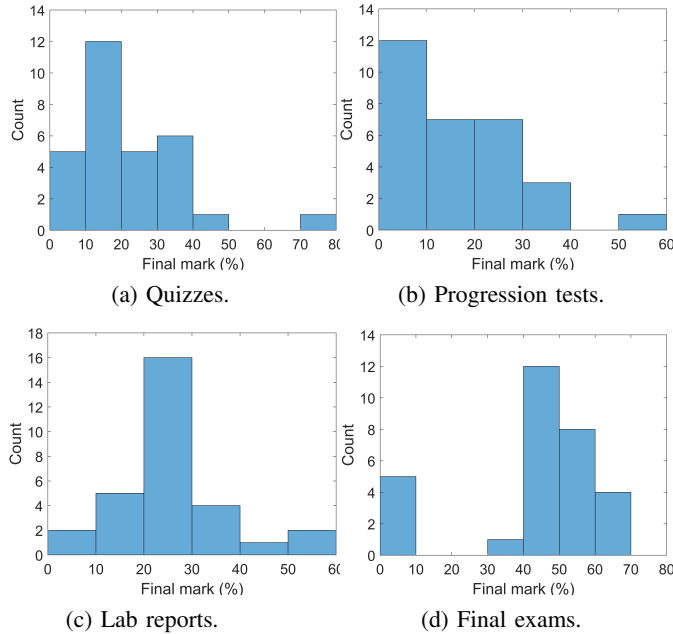 14
12
10
8
6
4
2
0
Count
0 10 20 30 40 50 60 70 80
Final mark (%)
(a) Quizzes.
14
12
10
8
6
4
2
0
Count
0 10 20 30 40 50 60
Final mark (%)
(b) Progression tests.
18
16
14
12
10
8
6
4
2
0
Count
0 10 20 30 40 50 60
Final mark (%)
(c) Lab reports.
14
12
10
8
6
4
2
0
Count
0 10 20 30 40 50 60 70 80
Final mark (%)
(d) Final exams.